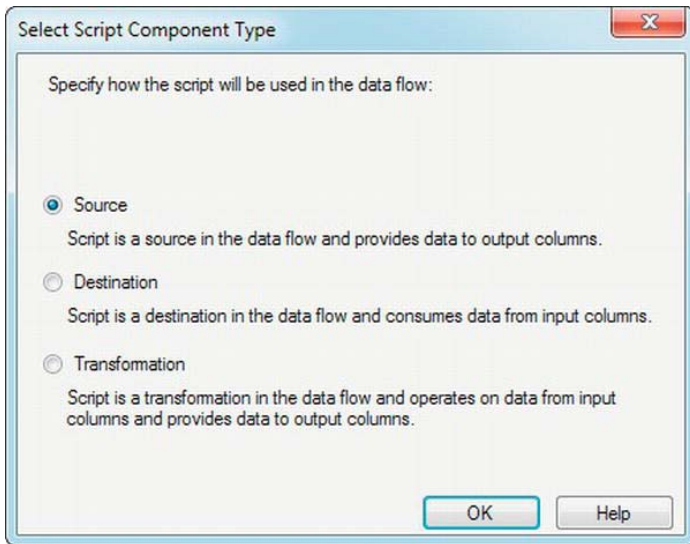 Select Script Component Type
Specify how the script will be used in the data flow:
Source
Script is a source in the data flow and provides data to output columns.
Destination
Script is a destination in the data flow and consumes data from input columns.
Transformation
Script is a transformation in the data flow and operates on data from input
columns and provides data to output columns.
OK Help